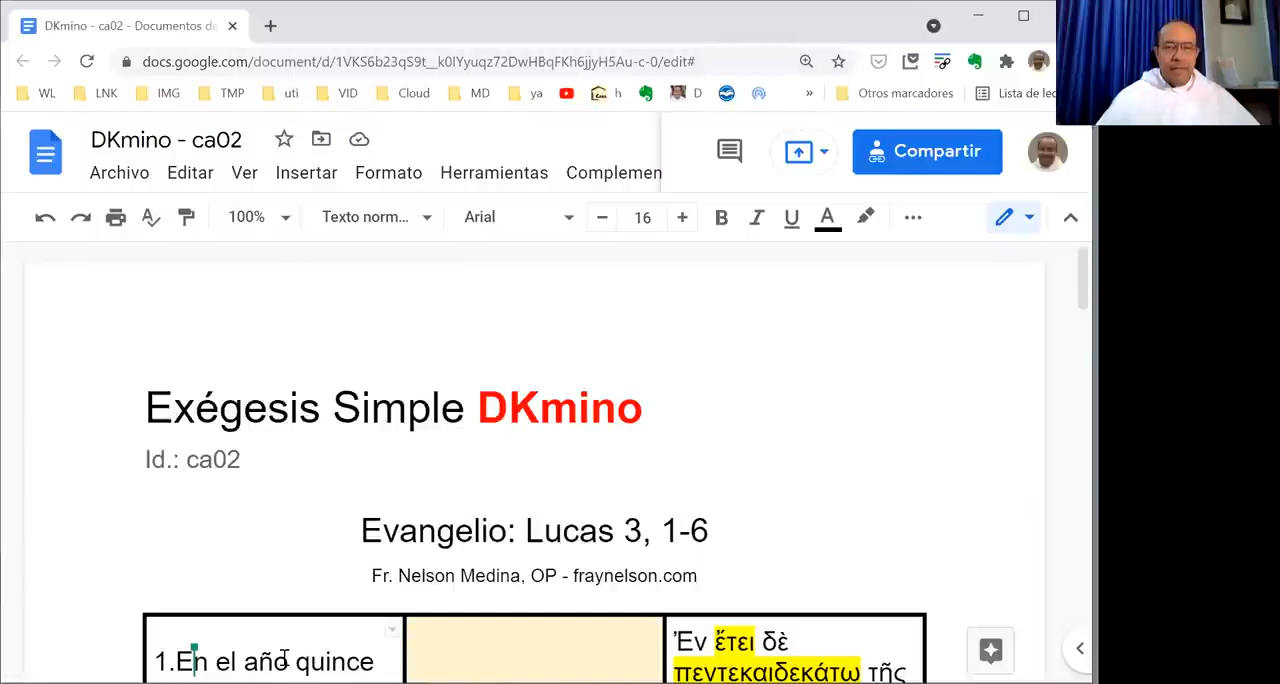 DKmino - ca02 - Documentos de
docs.google.com/document/d/1VKS6b23qS9t__k0lYyuqz72DwHBqFKh6jjyH5Au-c-0/edit#
WL LNK IMG TMP uti VID Cloud MD ya h D » Otros marcadores Lista de lec
DKmino - ca02
Compartir
Archivo Editar Ver Insertar Formato Herramientas Complemen
100% Texto norm... Arial − 16 + B I U A
Exégesis Simple DKmino
Id.: ca02
Evangelio: Lucas 3, 1-6
Fr. Nelson Medina, OP - fraynelson.com
1.En el año quince
Ἐν ἔτει δὲ
πεντεκαιδεκάτῳ τῆς